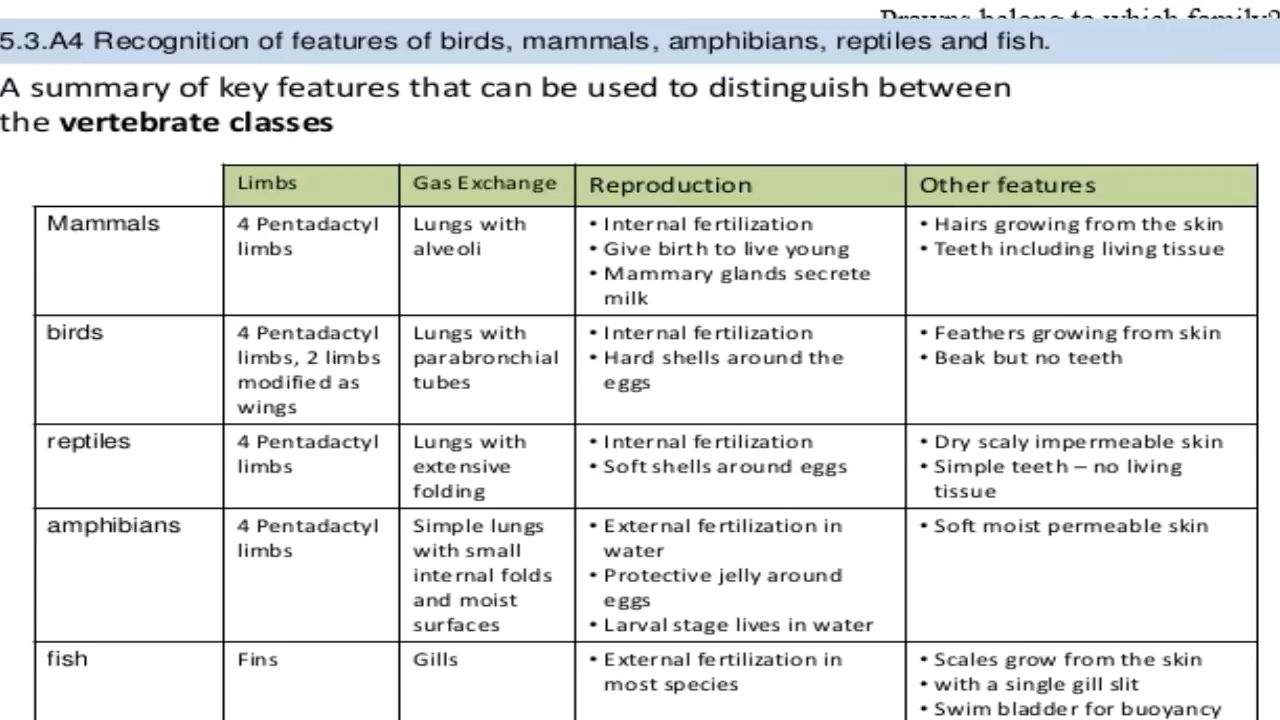 Prawns belong to which family?
5.3.A4 Recognition of features of birds, mammals, amphibians, reptiles and fish.
A summary of key features that can be used to distinguish between
the vertebrate classes
Limbs Gas Exchange Reproduction Other features
Mammals
4 Pentadactyl
limbs
Lungs with
alveoli
• Internal fertilization
• Give birth to live young
• Mammary glands secrete
milk
• Hairs growing from the skin
• Teeth including living tissue
birds
4 Pentadactyl
limbs, 2 limbs
modified as
wings
Lungs with
parabronchial
tubes
• Internal fertilization
• Hard shells around the
eggs
• Feathers growing from skin
• Beak but no teeth
reptiles
4 Pentadactyl
limbs
Lungs with
extensive
folding
• Internal fertilization
• Soft shells around eggs
• Dry scaly impermeable skin
• Simple teeth – no living
tissue
amphibians
4 Pentadactyl
limbs
Simple lungs
with small
internal folds
and moist
surfaces
• External fertilization in
water
• Protective jelly around
eggs
• Larval stage lives in water
• Soft moist permeable skin
fish
Fins
Gills
• External fertilization in
most species
• Scales grow from the skin
• with a single gill slit
• Swim bladder for buoyancy